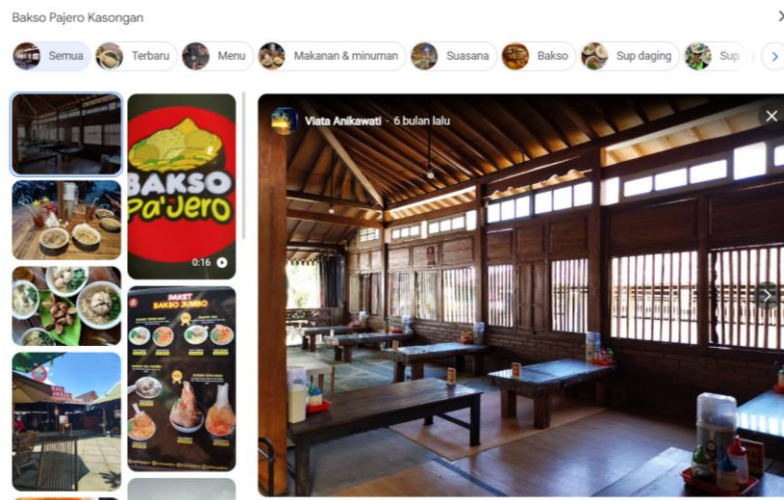 Bakso Pajero Kasongan
Semua
Terbaru
Menu
Makanan & minuman
Suasana
Bakso
Sup daging
Sup
Viata Anikawati · 6 bulan lalu
BAKSO
Pa'Jero
0:16
PAKET
BAKSO JUMBO